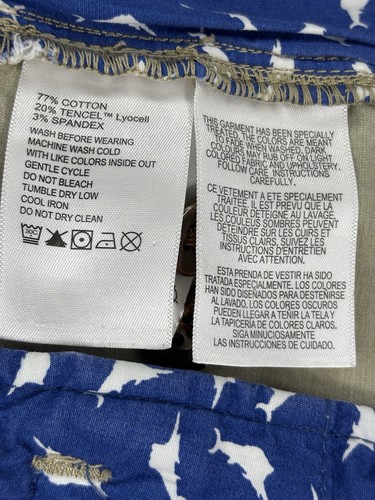 77% COTTON
20% TENCEL™ Lyocell
3% SPANDEX
WASH BEFORE WEARING
MACHINE WASH COLD
WITH LIKE COLORS INSIDE OUT
GENTLE CYCLE
DO NOT BLEACH
TUMBLE DRY LOW
COOL IRON
DO NOT DRY CLEAN
THIS GARMENT HAS BEEN SPECIALLY
TREATED, THE COLORS ARE MEANT
TO FADE WHEN WASHED. DARK
COLOURS MAY RUB OFF ON LIGHT
COLORED FABRIC AND UPHOLSTERY.
FOLLOW CARE, INSTRUCTIONS
CAREFULLY.
CE VETEMENT A ETE SPECIALEMENT
TRAITEE. IL EST PREVU QUE LA
COULEUR DETEIGNE AU LAVAGE.
LES COULEURS SOMBRES PEUVENT
DETEINDRE SUR LES CUIRS ET
TISSUS CLAIRS, SUIVEZ LES
INSTRUCTIONS D'ENTRETIEN
AVEC ATTENTION.
ESTA PRENDA DE VESTIR HA SIDO
TRATADA ESPECIALMENTE. LOS COLORES
HAN SIDO DISEÑADOS PARA DESTENIRSE
AL LAVADO. LOS COLORES OSCUROS
PUEDEN LLEGAR A TEÑIR LA TELA Y
LA TAPICERIA DE COLORES CLAROS.
SIGA MINUCIOSAMENTE
LAS INSTRUCCIONES DE CUIDADO.